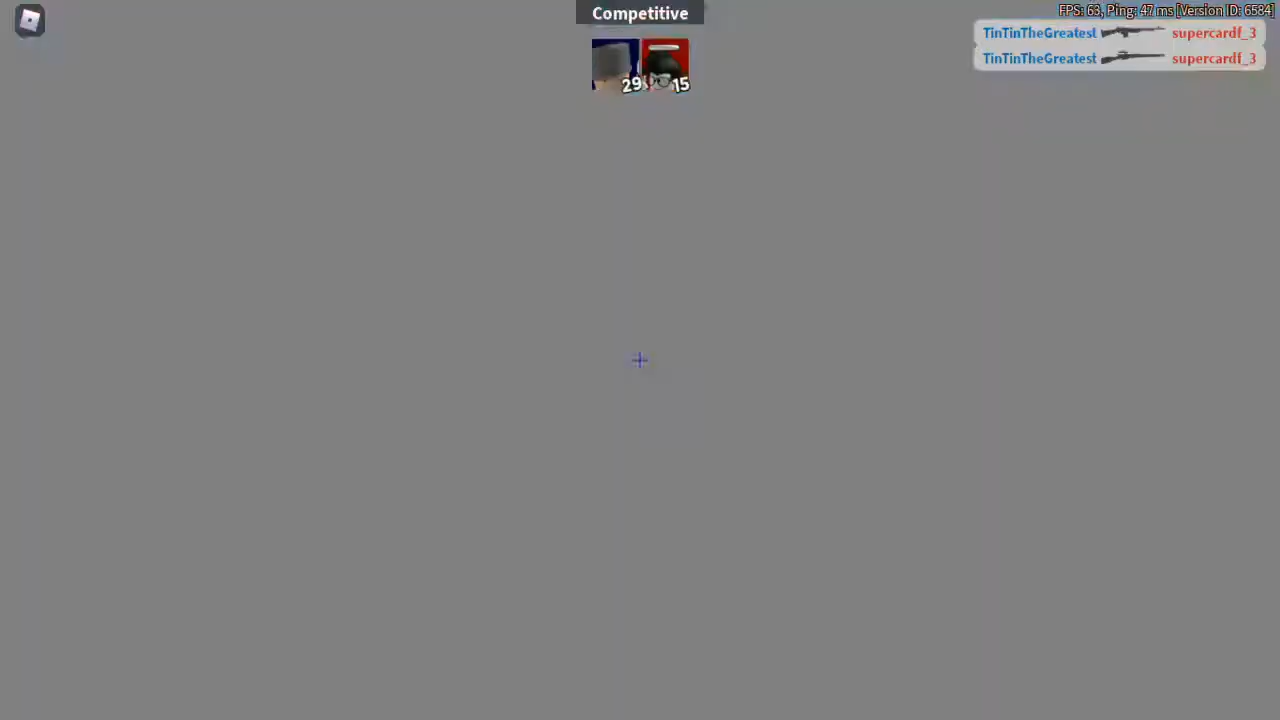 Competitive
FPS: 63, Ping: 47 ms [Version ID: 6584]
TinTinTheGreatest supercardf_3
TinTinTheGreatest supercardf_3
29 15